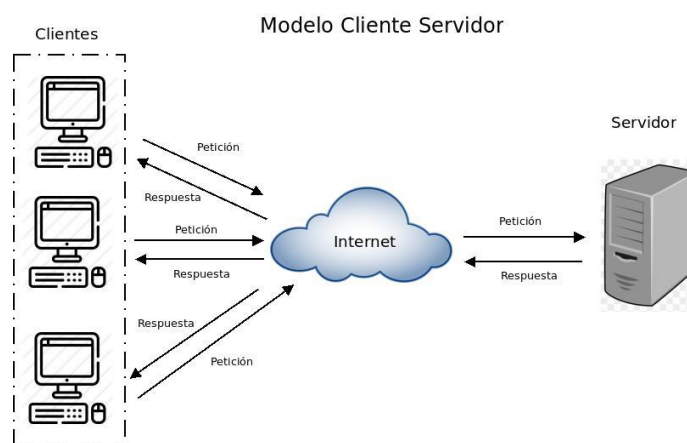 Modelo Cliente Servidor
Clientes
Servidor
Petición
Respuesta
Petición
Respuesta
Respuesta
Petición
Internet
Petición
Respuesta